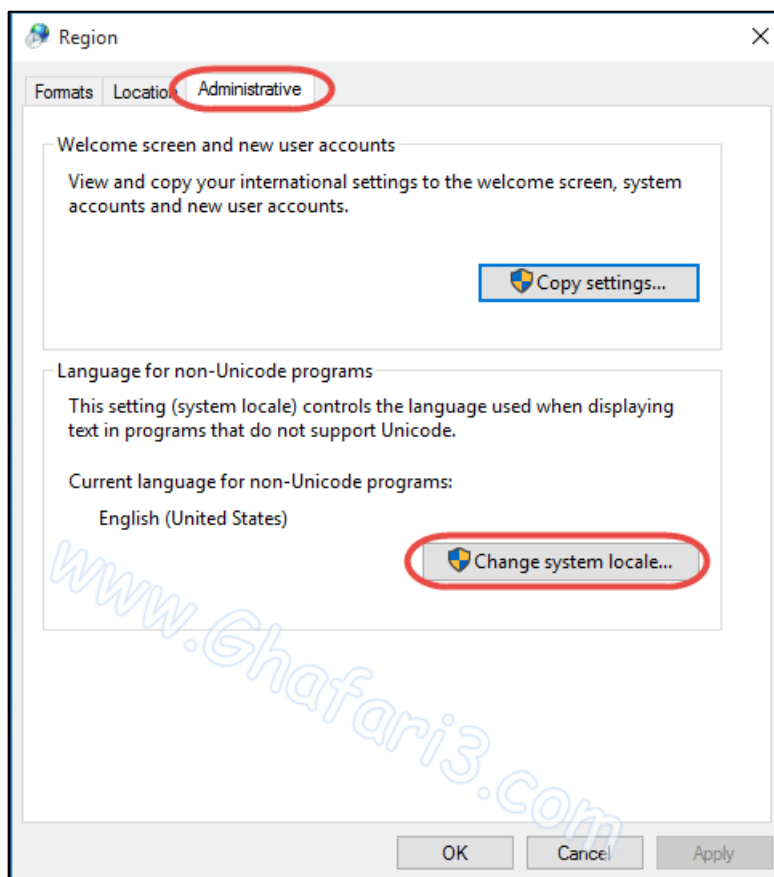 Region
Formats Location Administrative
Welcome screen and new user accounts
View and copy your international settings to the welcome screen, system
accounts and new user accounts.
Copy settings...
Language for non-Unicode programs
This setting (system locale) controls the language used when displaying
text in programs that do not support Unicode.
Current language for non-Unicode programs:
English (United States)
Change system locale...
www.Ghafari3.com
OK Cancel Apply